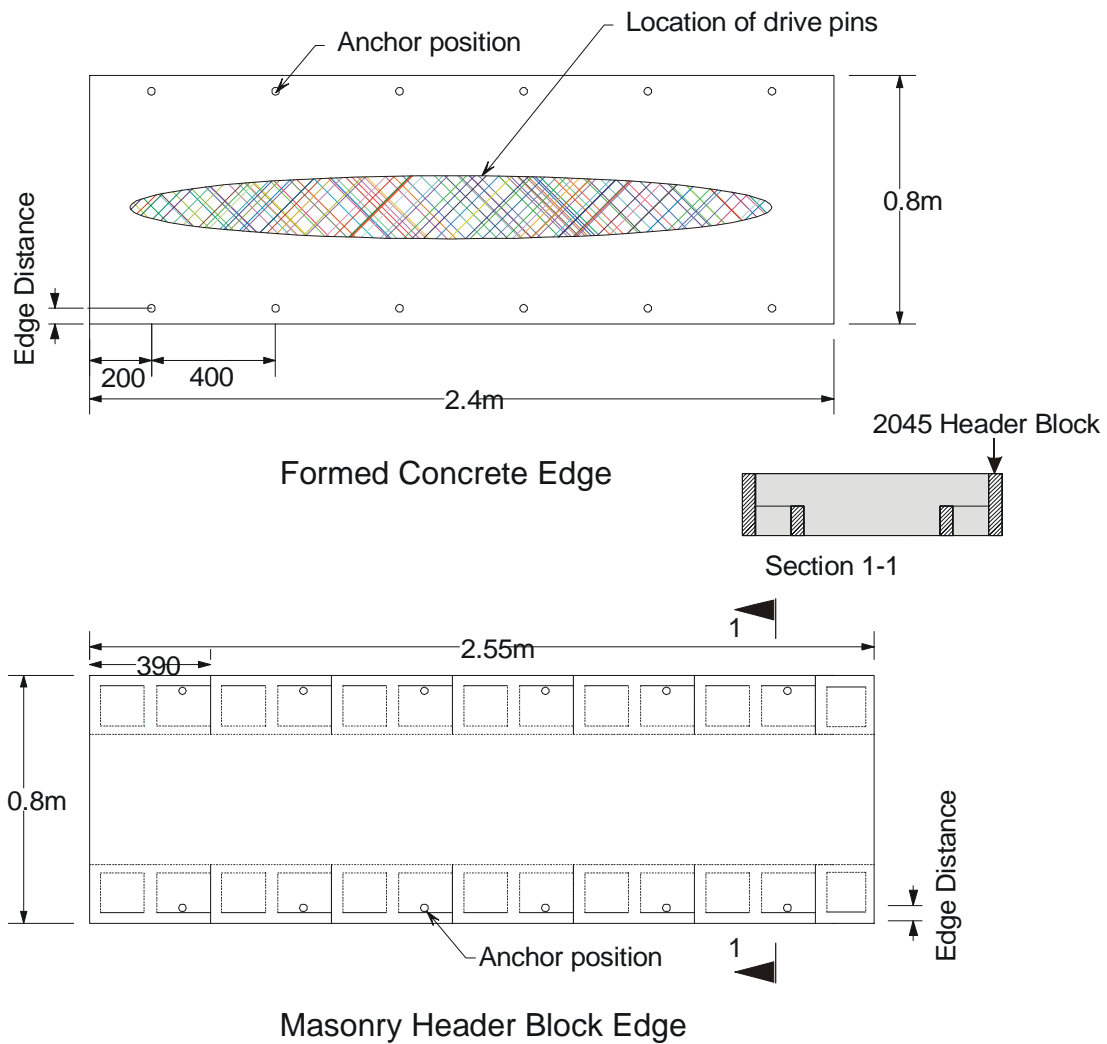 Location of drive pins
Anchor position
0.8m
Edge Distance
200
400
2.4m
Formed Concrete Edge
2045 Header Block
Section 1-1
1
2.55m
390
0.8m
Edge Distance
1
Anchor position
Masonry Header Block Edge